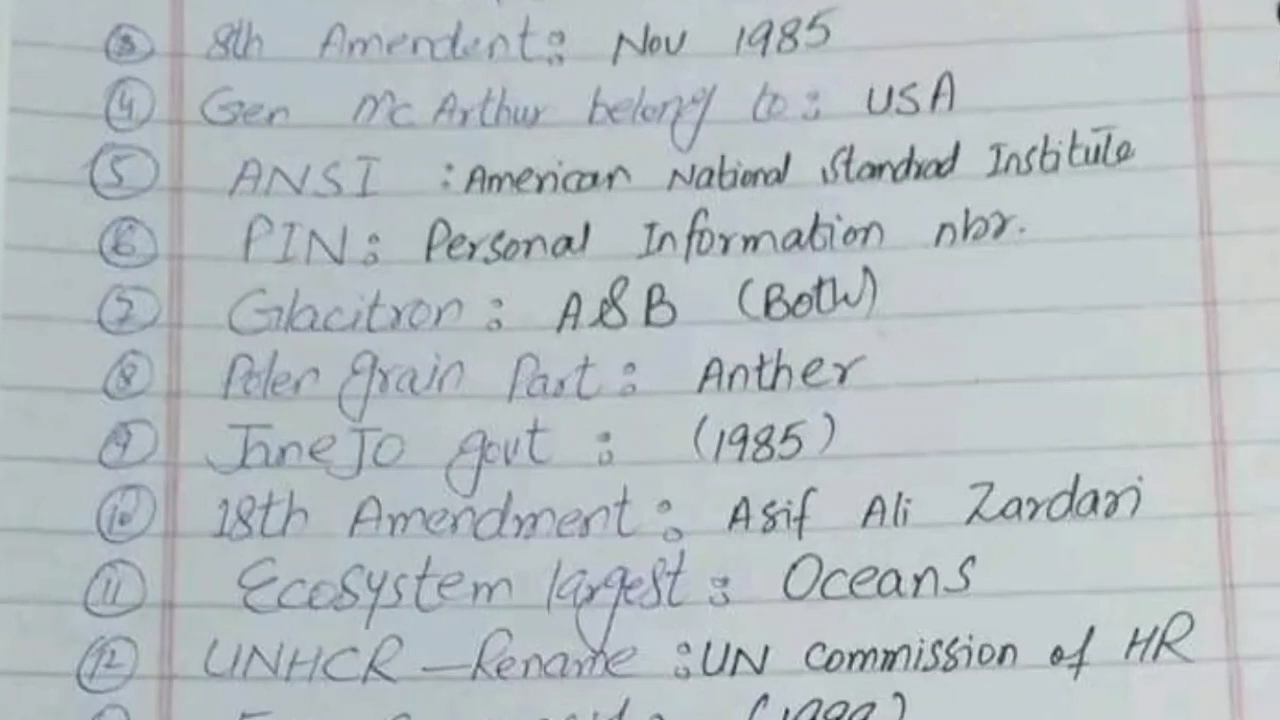 ③ 8th Amendent: Nov 1985
④ Gen McArthur belong to: USA
⑤ ANSI : American National Standrad Institute
⑥ PIN: Personal Information nbr.
⑦ Glacitron: A&B (Both)
⑧ Polen grain Part: Anther
⑨ JuneJo govt : (1985)
⑩ 18th Amendment: Asif Ali Zardari
⑪ Ecosystem largest: Oceans
⑫ UNHCR - Rename : UN Commission of HR
(1999)